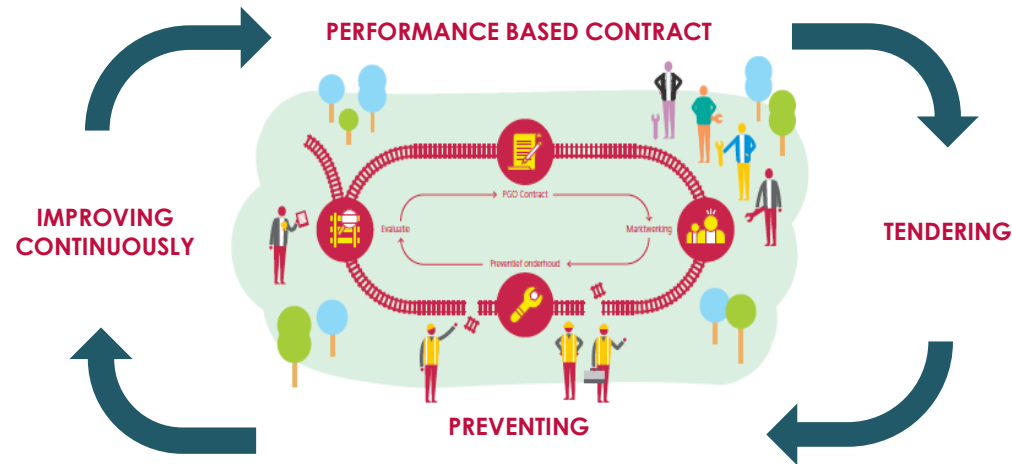 PERFORMANCE BASED CONTRACT
PGO Contract
IMPROVING
CONTINUOUSLY
Evaluatie
Marktwerking
TENDERING
Preventief onderhoud
PREVENTING